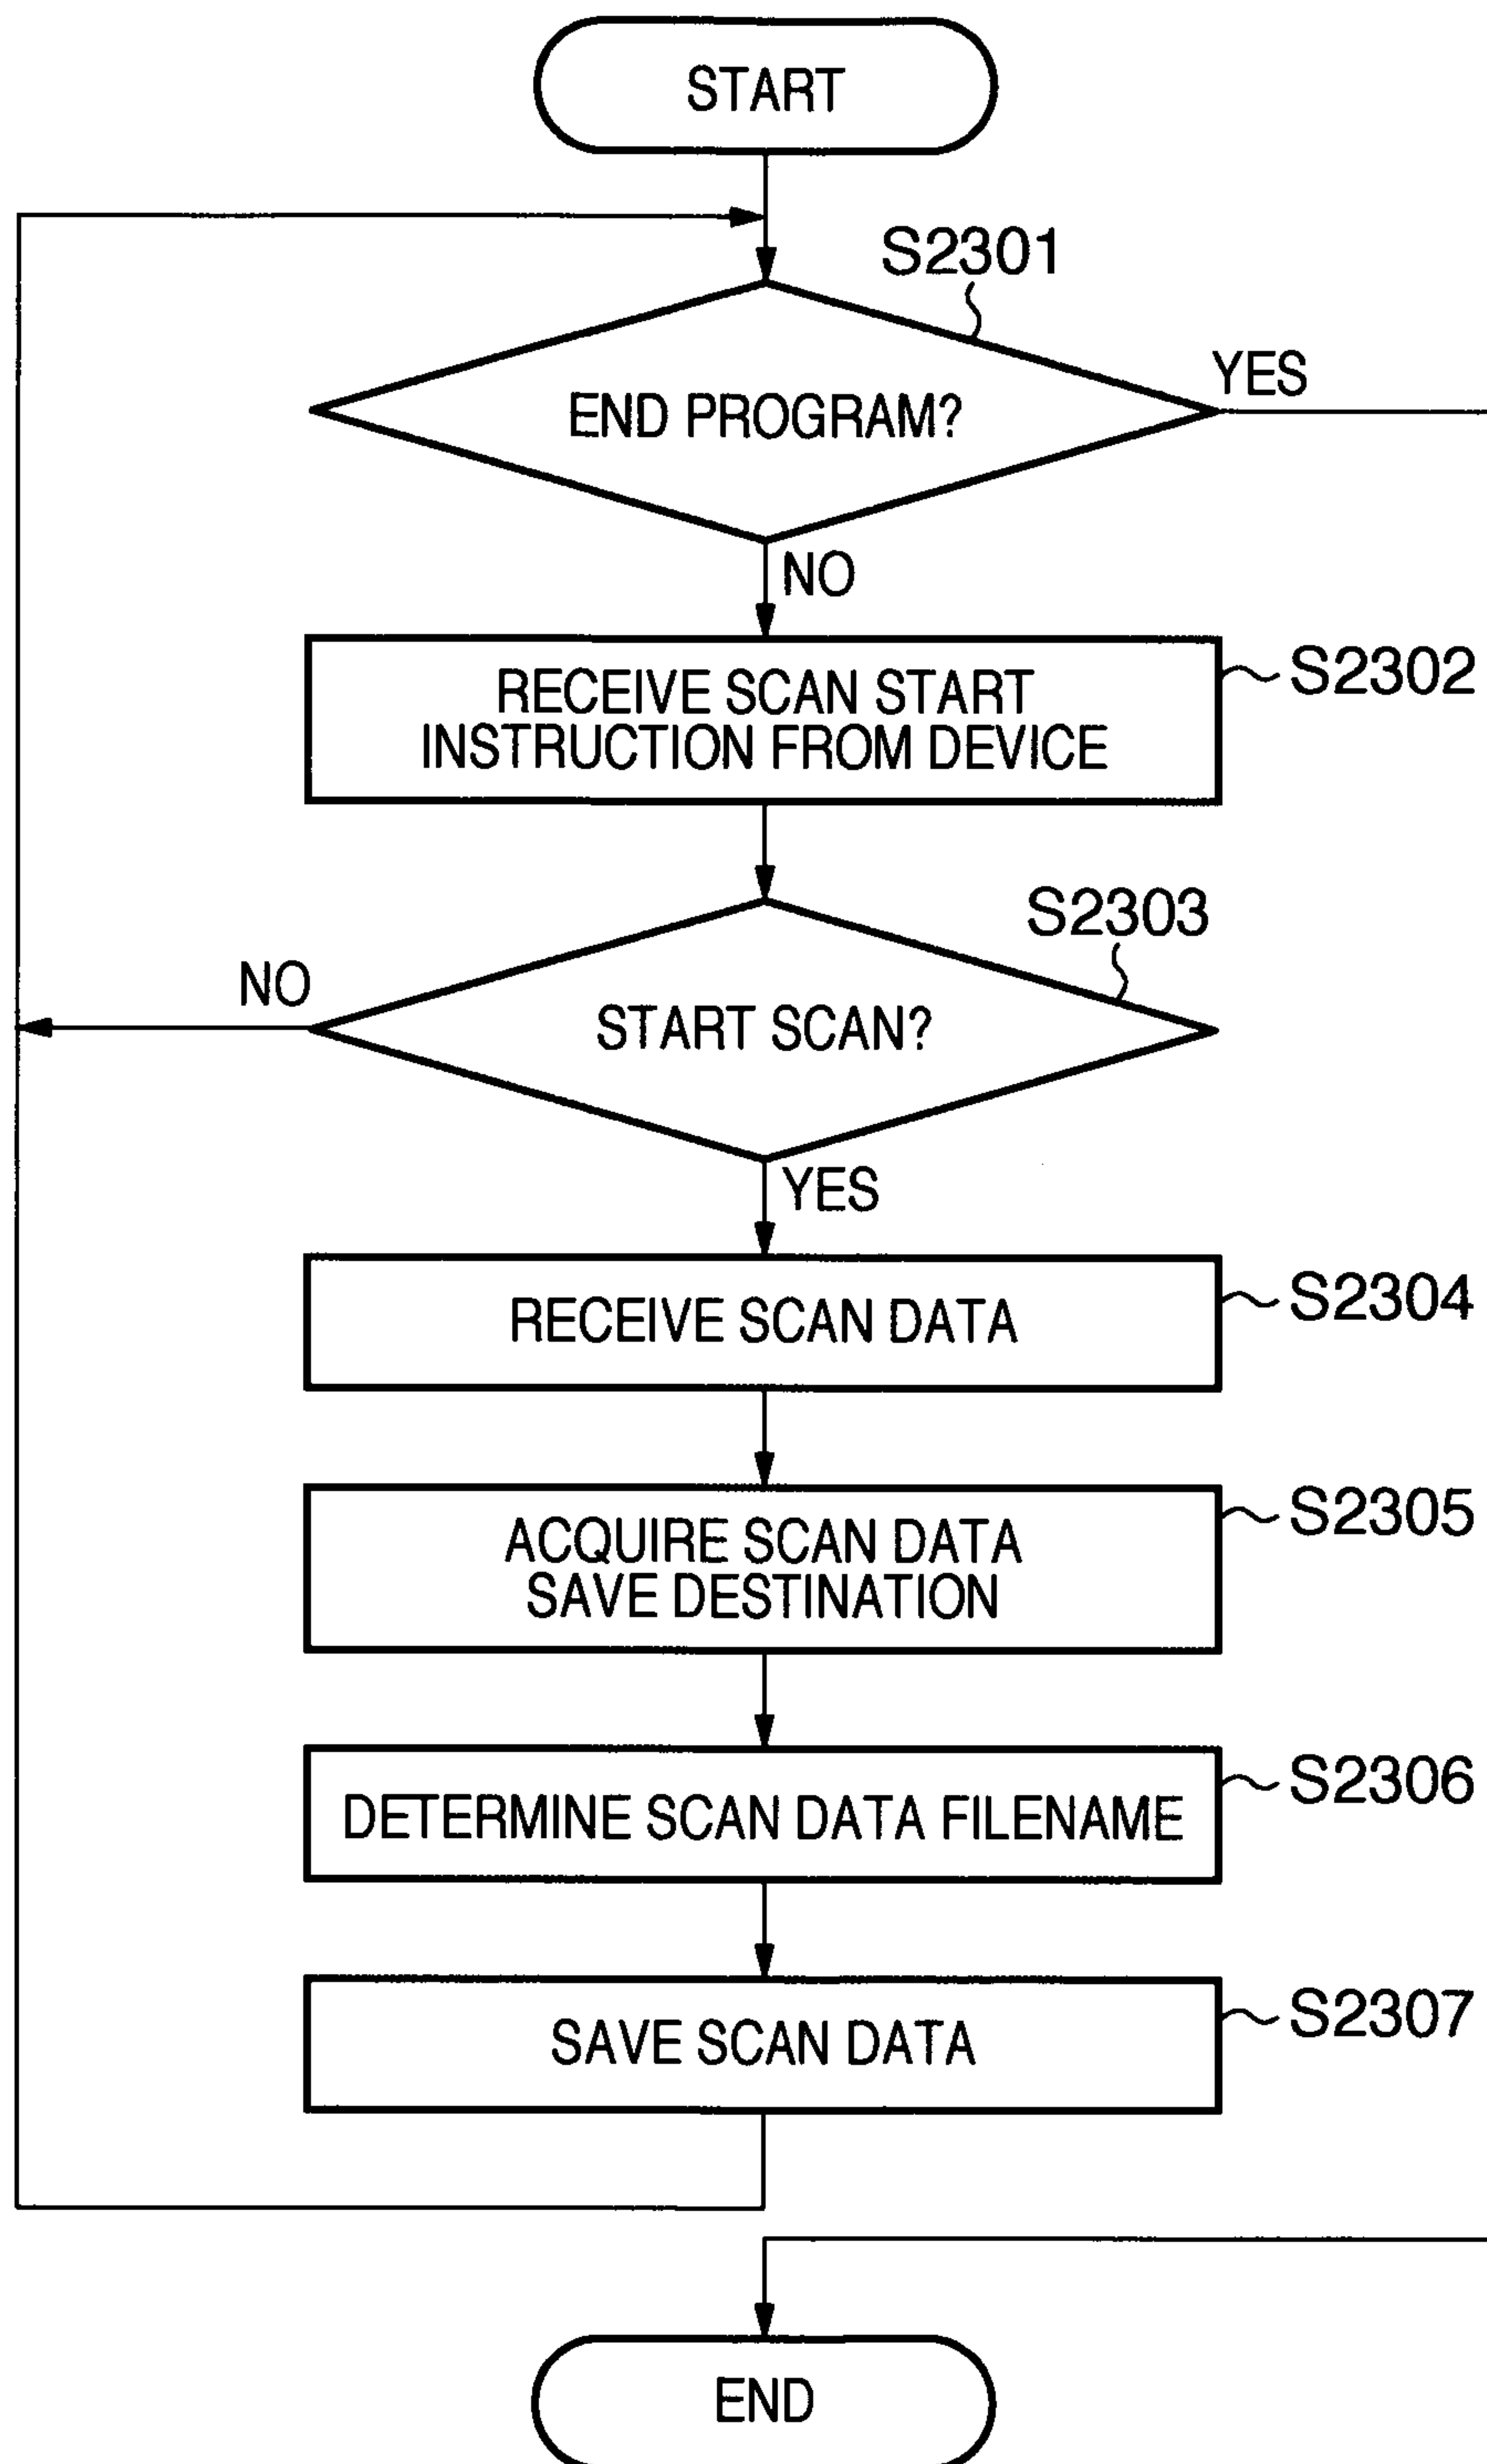 START
S2301
END PROGRAM?
YES
NO
RECEIVE SCAN START
INSTRUCTION FROM DEVICE
S2302
S2303
NO
START SCAN?
YES
RECEIVE SCAN DATA
S2304
ACQUIRE SCAN DATA
SAVE DESTINATION
S2305
DETERMINE SCAN DATA FILENAME
S2306
SAVE SCAN DATA
S2307
END